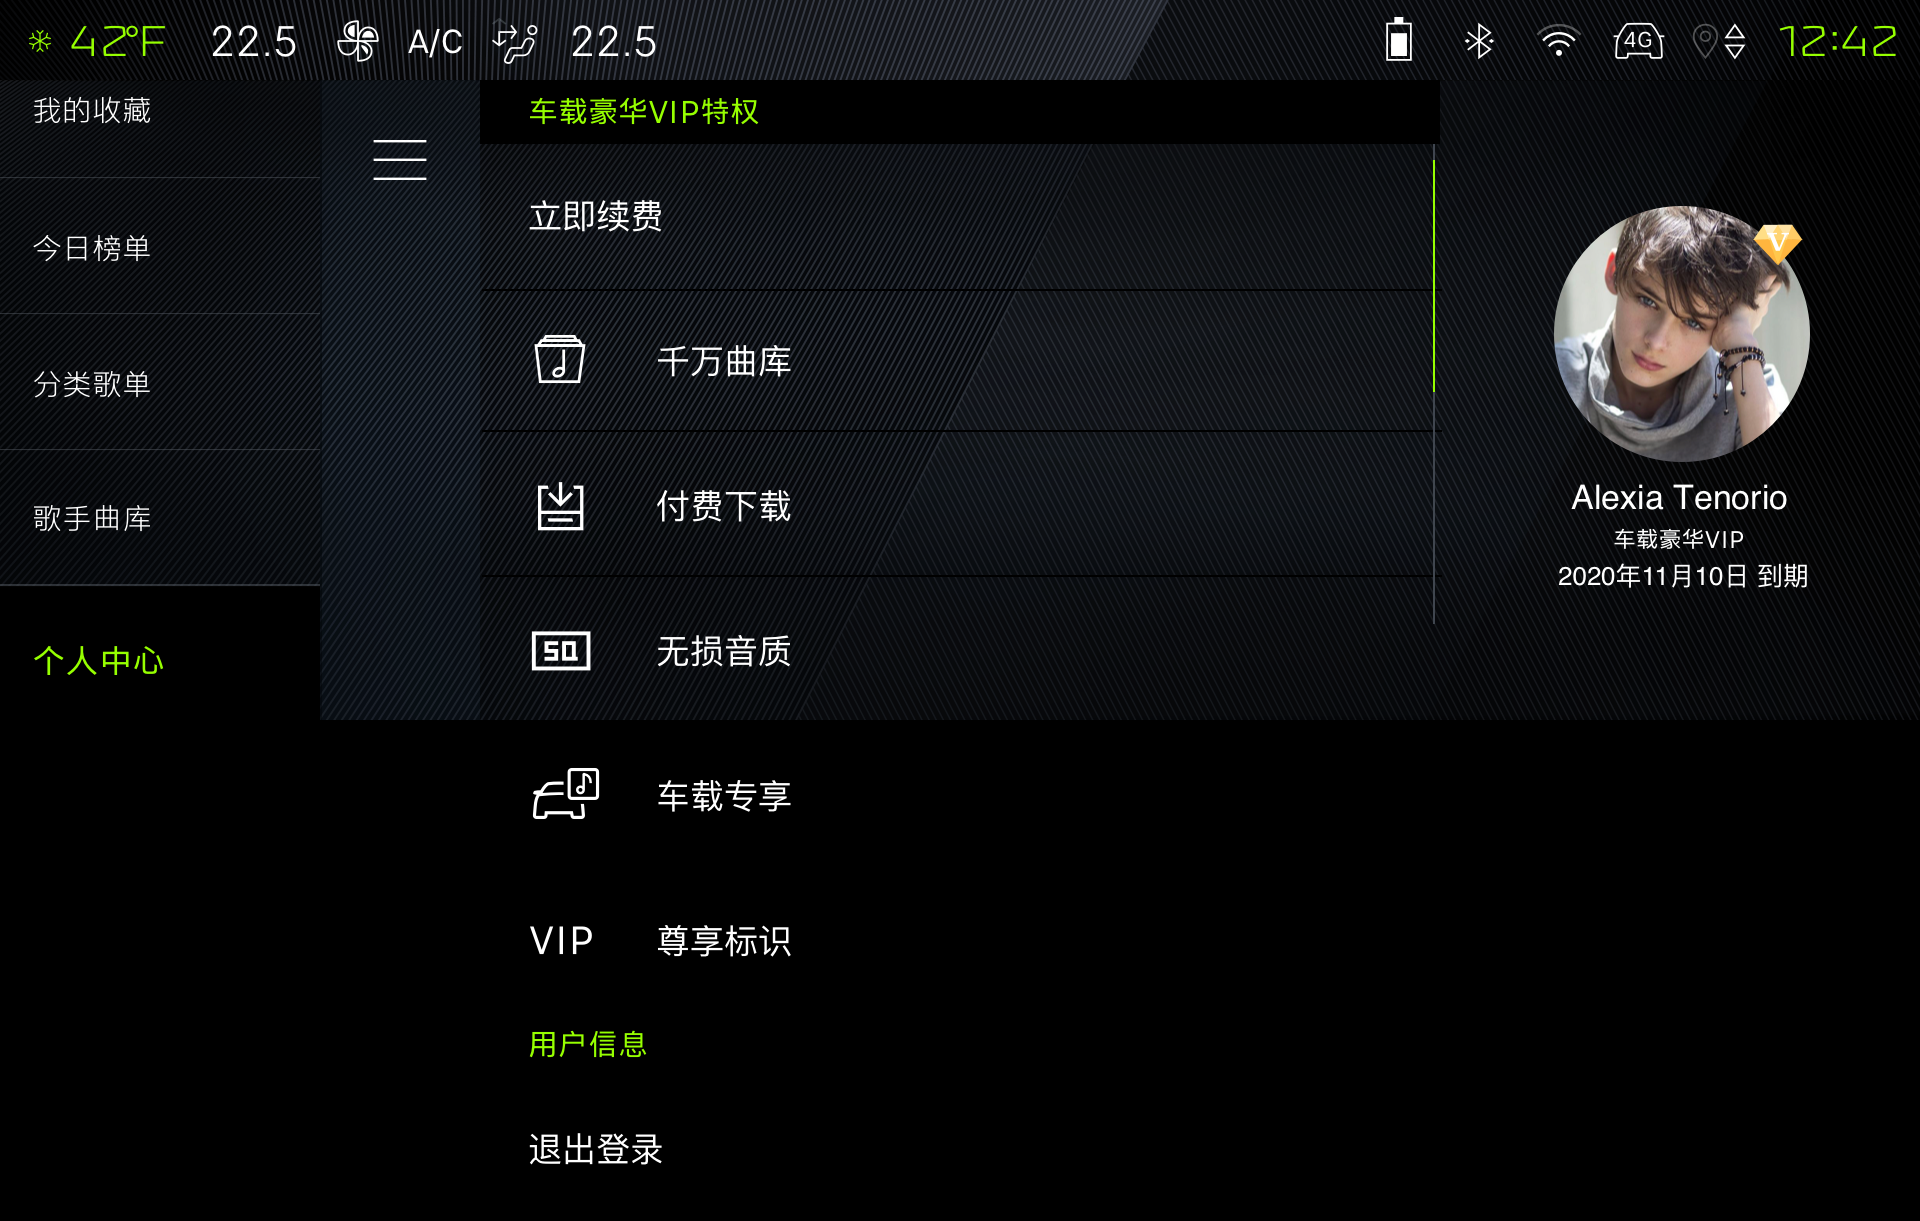 42°F 22.5 A/C 22.5 4G 12:42
我的收藏
今日榜单
分类歌单
歌手曲库
个人中心
车载豪华VIP特权
立即续费
千万曲库
付费下载
SQ 无损音质
车载专享
VIP 尊享标识
用户信息
退出登录
V
Alexia Tenorio
车载豪华VIP
2020年11月10日 到期